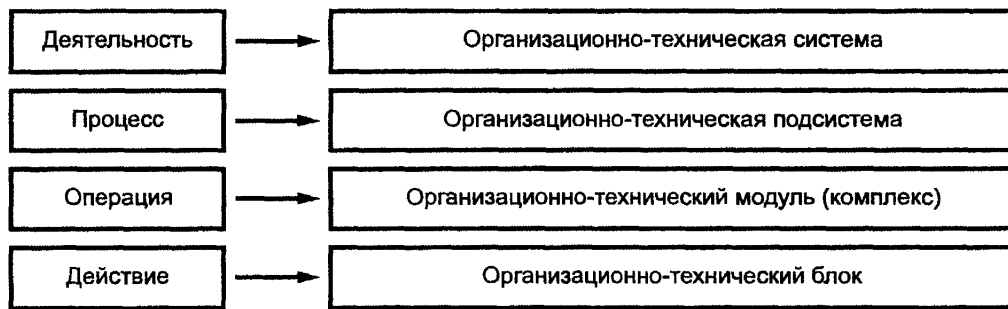 Деятельность
Организационно-техническая система
Процесс
Организационно-техническая подсистема
Операция
Организационно-технический модуль (комплекс)
Действие
Организационно-технический блок